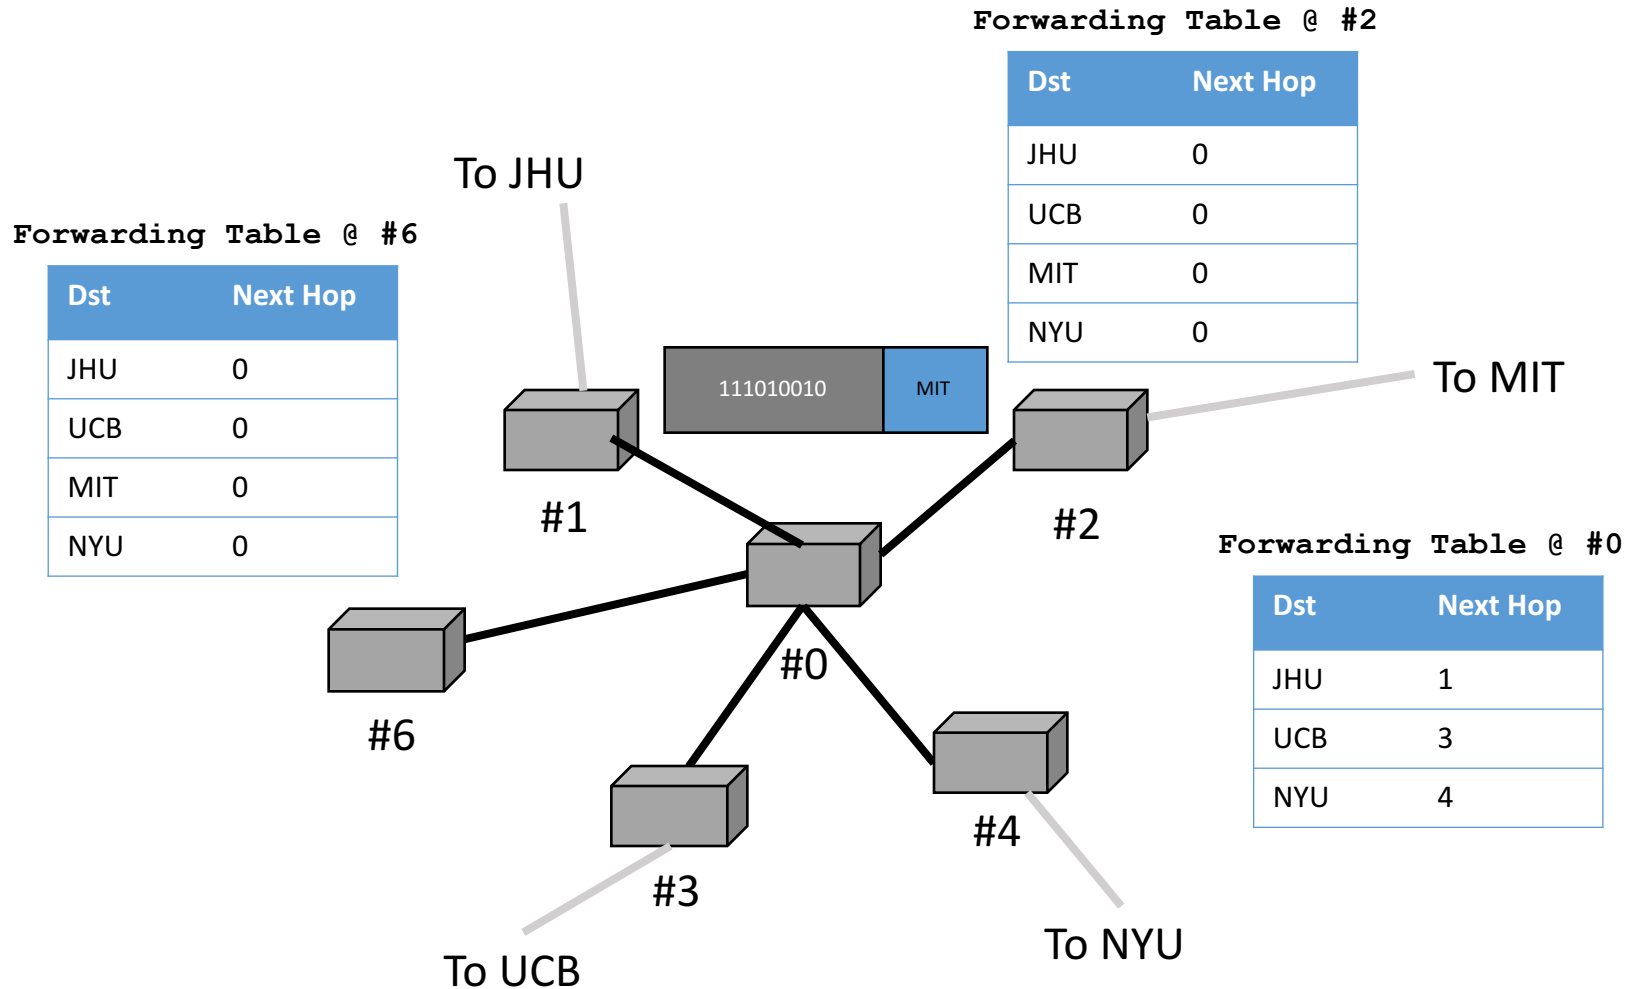 Forwarding Table @ #2
Dst Next Hop
JHU 0
UCB 0
MIT 0
NYU 0
To JHU
Forwarding Table @ #6
Dst Next Hop
JHU 0
UCB 0
MIT 0
NYU 0
111010010 MIT
To MIT
#1
#2
Forwarding Table @ #0
Dst Next Hop
JHU 1
UCB 3
NYU 4
#0
#6
#4
#3
To NYU
To UCB